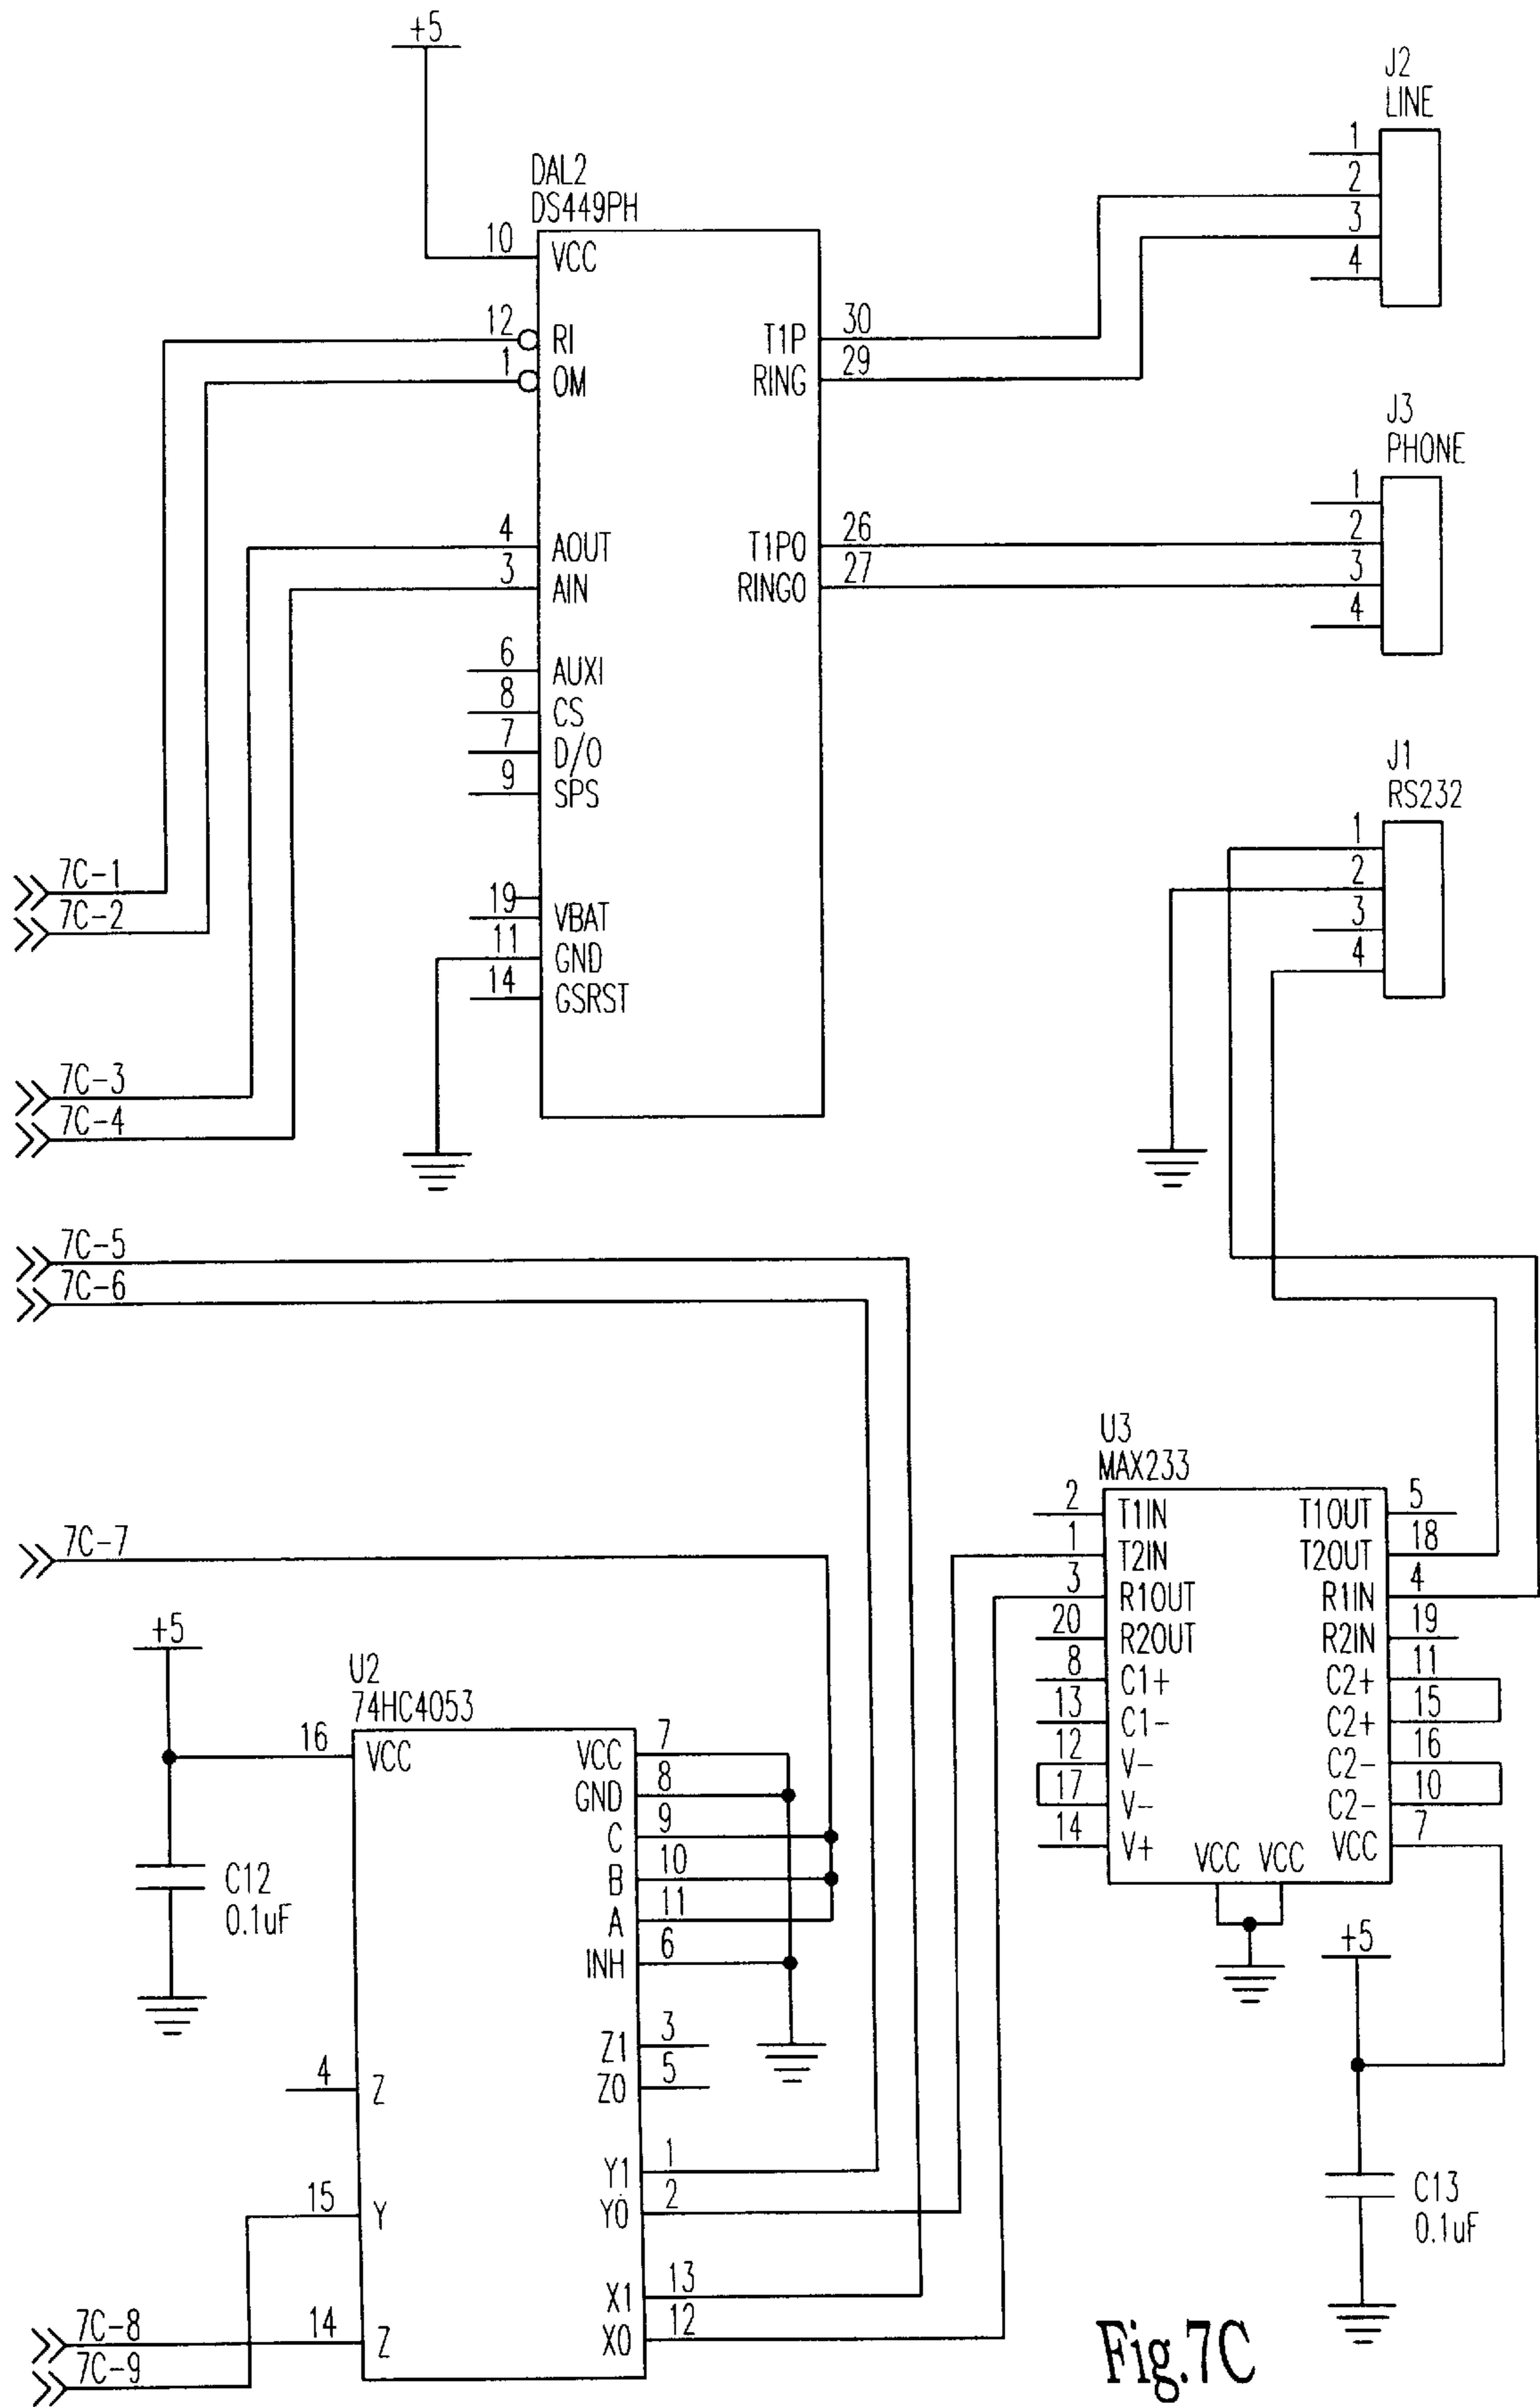 +5
J2
LINE
1
2
3
4
DAL2
DS449PH
10 VCC
12 RI
1 OM
4 AOUT
3 AIN
6 AUXI
8 CS
7 D/O
9 SPS
19 VBAT
11 GND
14 GSRST
T1P 30
RING 29
T1PO 26
RINGO 27
J3
PHONE
1
2
3
4
J1
RS232
1
2
3
4
7C-1
7C-2
7C-3
7C-4
7C-5
7C-6
7C-7
+5
C12
0.1uF
U2
74HC4053
16 VCC
4 Z
15 Y
14 Z
VCC 7
GND 8
C 9
B 10
A 11
INH 6
Z1 3
Z0 5
Y1 1
Y0 2
X1 13
X0 12
7C-8
7C-9
U3
MAX233
2 T1IN
1 T2IN
3 R1OUT
20 R2OUT
8 C1+
13 C1-
12 V-
17 V-
14 V+
T1OUT 5
T2OUT 18
R1IN 4
R2IN 19
C2+ 11
C2+ 15
C2- 16
C2- 10
VCC 7
VCC VCC
+5
C13
0.1uF
Fig.7C